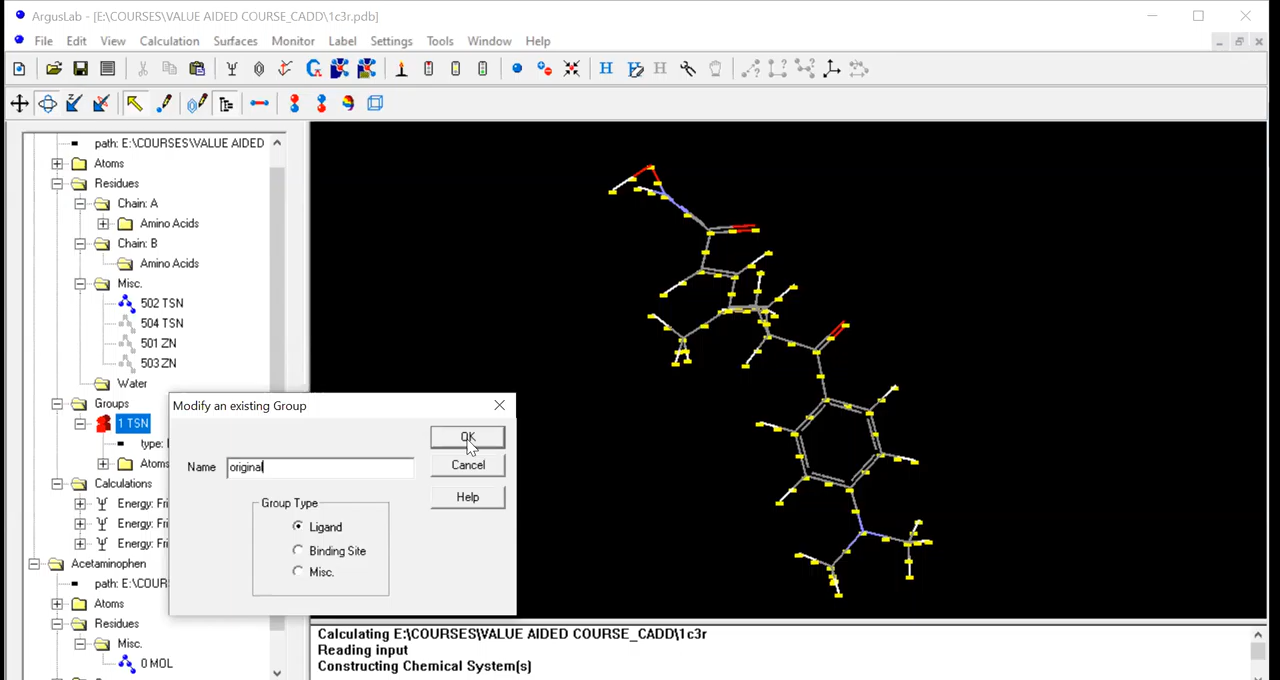 ArgusLab - [E:\COURSES\VALUE AIDED COURSE_CADD\1c3r.pdb]
File Edit View Calculation Surfaces Monitor Label Settings Tools Window Help
path: E:\COURSES\VALUE AIDED
Atoms
Residues
Chain: A
Amino Acids
Chain: B
Amino Acids
Misc.
502 TSN
504 TSN
501 ZN
503 ZN
Water
Groups
1 TSN
type:
Atoms
Calculations
Energy: Fri
Energy: Fri
Energy: Fri
Acetaminophen
path: E:\COUR
Atoms
Residues
Misc.
0 MOL
Modify an existing Group
OK
Name original
Cancel
Help
Group Type
Ligand
Binding Site
Misc.
Calculating E:\COURSES\VALUE AIDED COURSE_CADD\1c3r
Reading input
Constructing Chemical System(s)